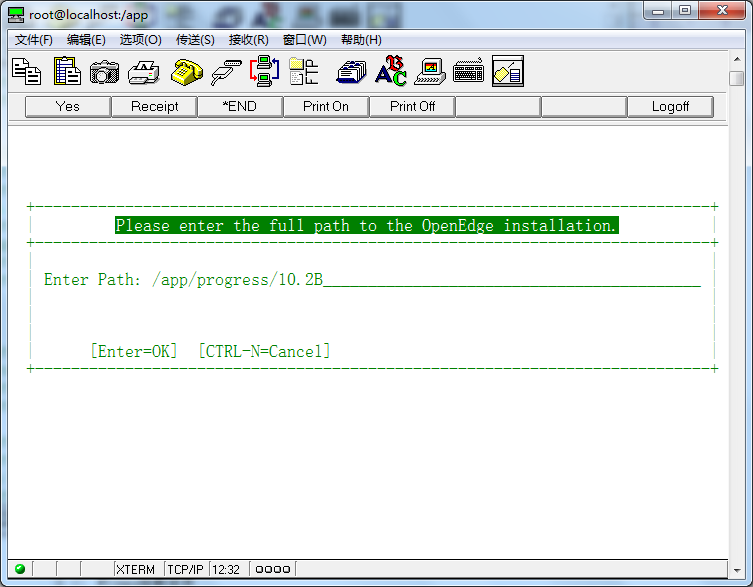 root@localhost:/app
文件(F) 编辑(E) 选项(O) 传送(S) 接收(R) 窗口(W) 帮助(H)
Yes Receipt *END Print On Print Off Logoff
Please enter the full path to the OpenEdge installation.
Enter Path: /app/progress/10.2B
[Enter=OK] [CTRL-N=Cancel]
XTERM TCP/IP 12:32